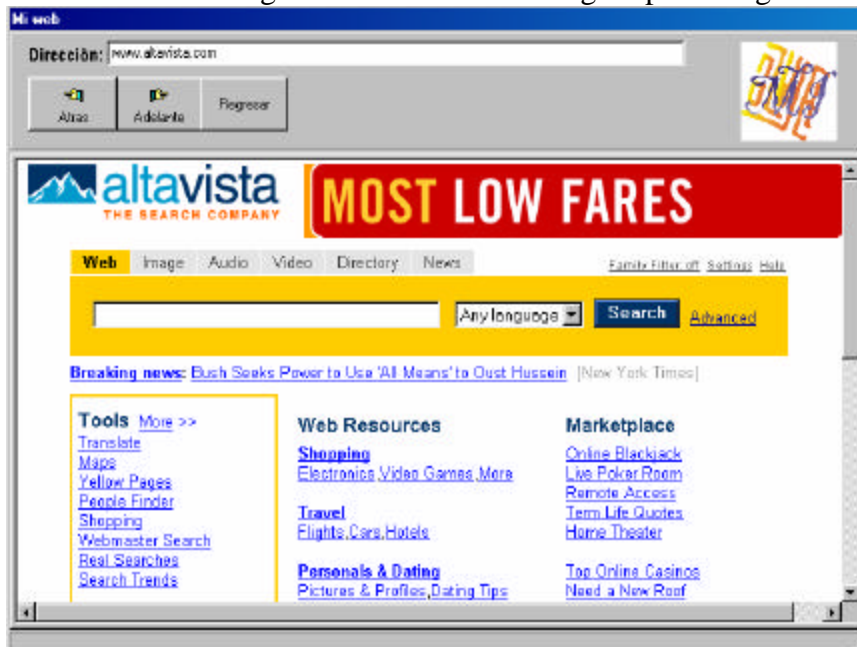 Mi web
Dirección: www.altavista.com
Atras Adelante Regresar
altavista
THE SEARCH COMPANY
MOST LOW FARES
Web Image Audio Video Directory News Family Filter: off Settings Help
Any language Search Advanced
Breaking news: Bush Seeks Power to Use 'All Means' to Oust Hussein [New York Times]
Tools More >>
Translate
Maps
Yellow Pages
People Finder
Shopping
Webmaster Search
Real Searches
Search Trends
Web Resources
Shopping
Electronics,Video Games,More
Travel
Flights,Cars,Hotels
Personals & Dating
Pictures & Profiles,Dating Tips
Marketplace
Online Blackjack
Live Poker Room
Remote Access
Term Life Quotes
Home Theater
Top Online Casinos
Need a New Roof